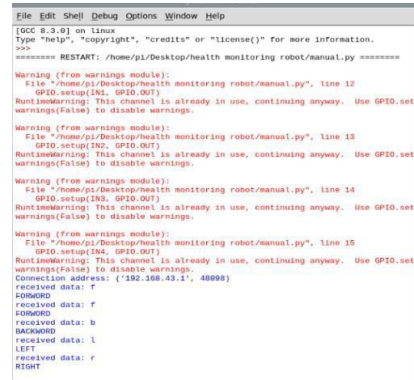 File Edit Shell Debug Options Window Help
[GCC 8.3.0] on linux
Type "help", "copyright", "credits" or "license()" for more information.
>>>
======== RESTART: /home/pi/Desktop/health monitoring robot/manual.py ========
Warning (from warnings module):
File "/home/pi/Desktop/health monitoring robot/manual.py", line 12
GPIO.setup(IN1, GPIO.OUT)
RuntimeWarning: This channel is already in use, continuing anyway. Use GPIO.set
warnings(False) to disable warnings.
Warning (from warnings module):
File "/home/pi/Desktop/health monitoring robot/manual.py", line 13
GPIO.setup(IN2, GPIO.OUT)
RuntimeWarning: This channel is already in use, continuing anyway. Use GPIO.set
warnings(False) to disable warnings.
Warning (from warnings module):
File "/home/pi/Desktop/health monitoring robot/manual.py", line 14
GPIO.setup(IN3, GPIO.OUT)
RuntimeWarning: This channel is already in use, continuing anyway. Use GPIO.set
warnings(False) to disable warnings.
Warning (from warnings module):
File "/home/pi/Desktop/health monitoring robot/manual.py", line 15
GPIO.setup(IN4, GPIO.OUT)
RuntimeWarning: This channel is already in use, continuing anyway. Use GPIO.set
warnings(False) to disable warnings.
Connection address: ('192.168.43.1', 48098)
received data: f
FORWORD
received data: f
FORWORD
received data: b
BACKWORD
received data: l
LEFT
received data: r
RIGHT